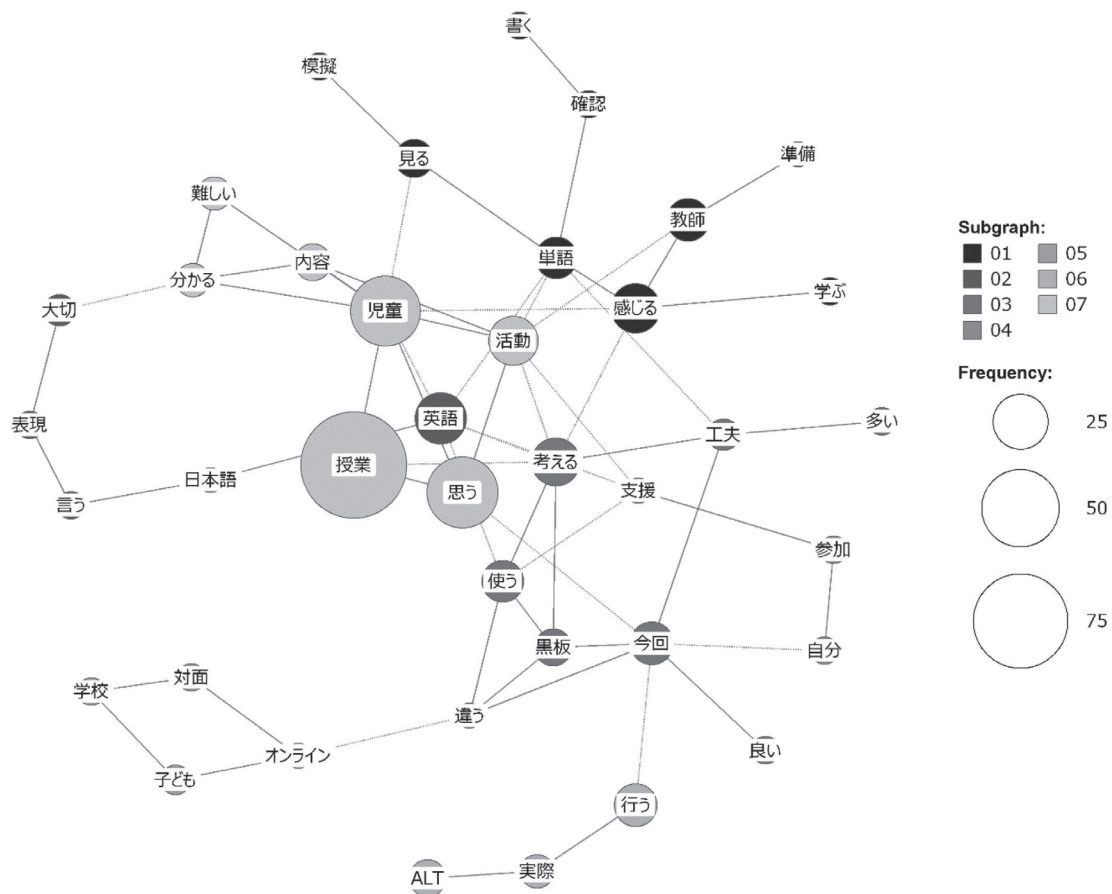 書く
模擬
確認
見る
準備
難しい
教師
内容
単語
分かる
学ぶ
大切
児童
感じる
活動
英語
表現
工夫
多い
授業
考える
日本語
思う
支援
言う
参加
使う
黒板
今回
自分
対面
学校
違う
オンライン
良い
子ども
行う
実際
ALT
Subgraph:
01
05
02
06
03
07
04
Frequency:
25
50
75